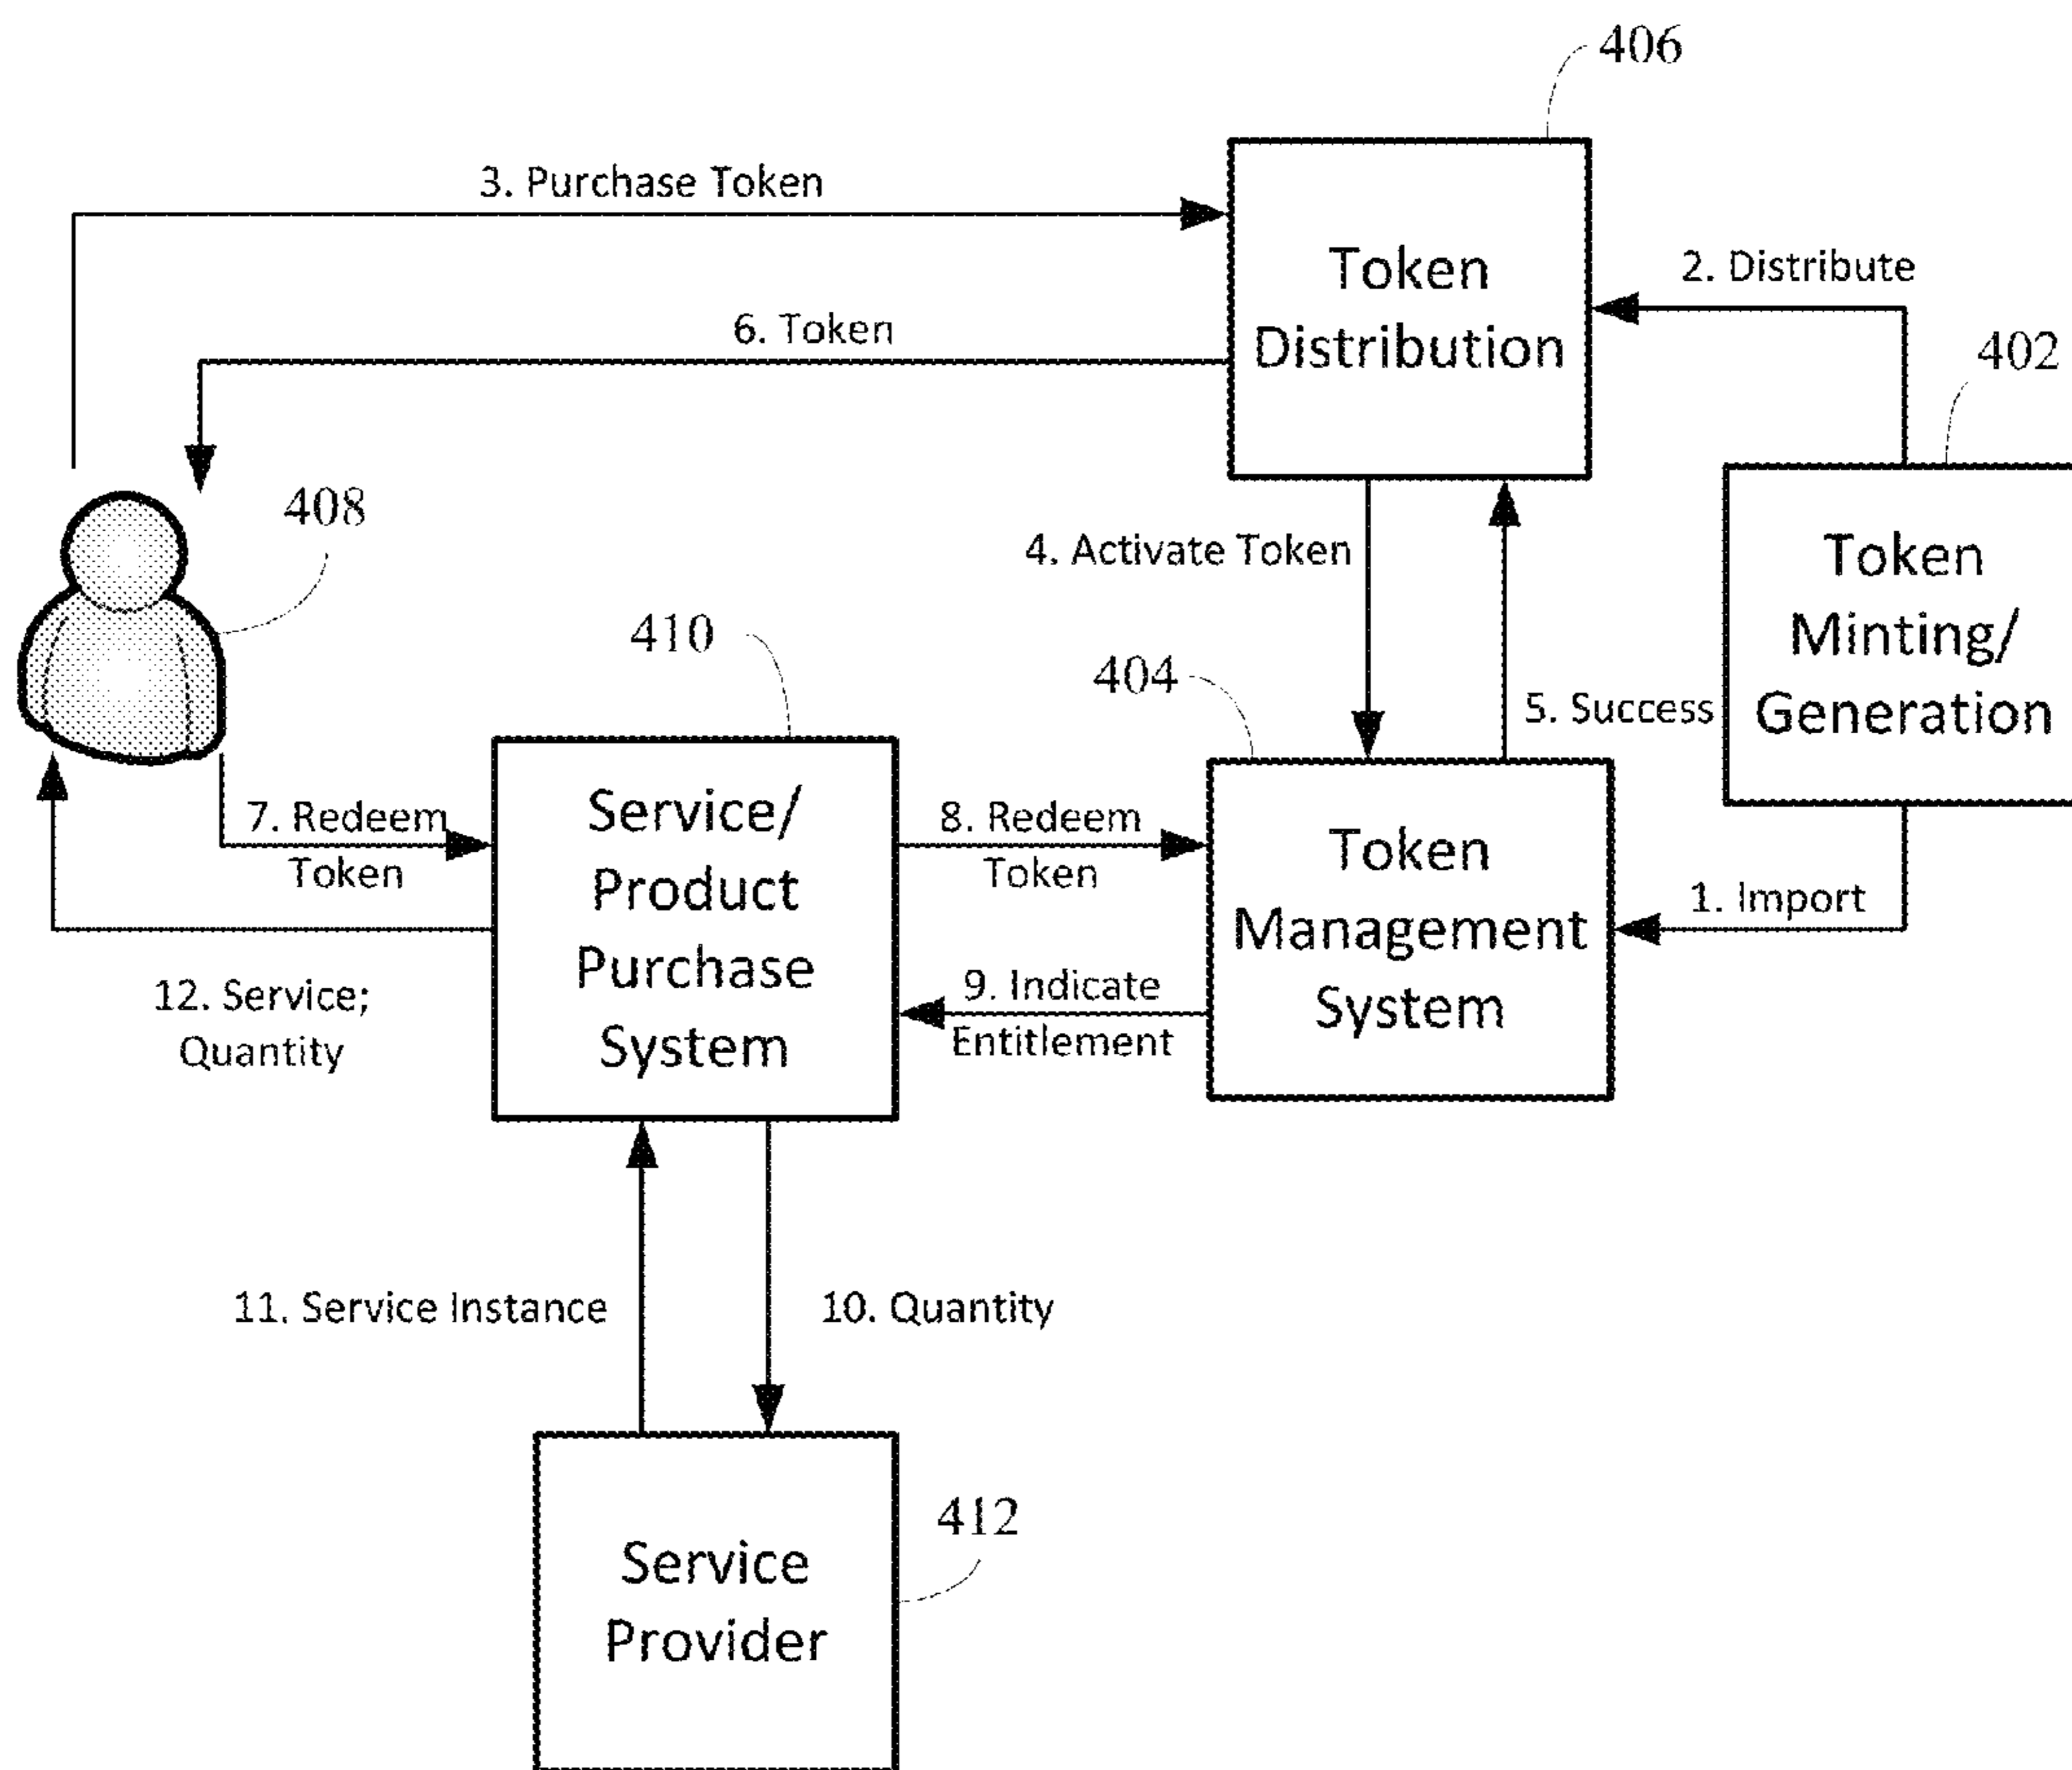 406
3. Purchase Token
Token
Distribution
2. Distribute
6. Token
402
408
4. Activate Token
Token
Minting/
Generation
410
404
5. Success
7. Redeem
Token
Service/
Product
Purchase
System
8. Redeem
Token
Token
Management
System
1. Import
9. Indicate
Entitlement
12. Service;
Quantity
11. Service Instance
10. Quantity
412
Service
Provider